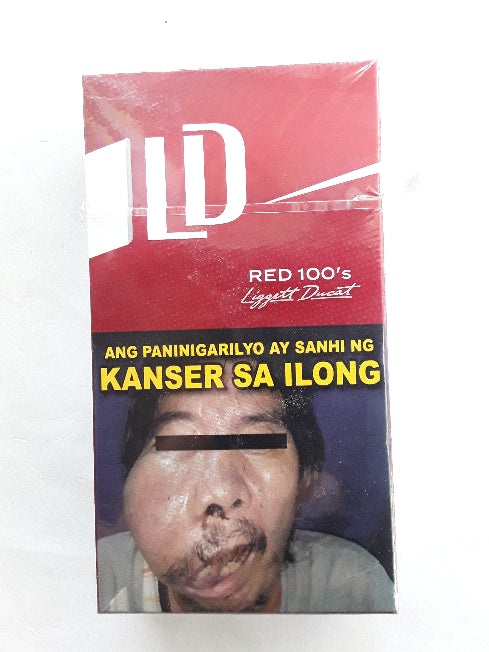 LD
RED 100's
Liggett Ducat
ANG PANINIGARILYO AY SANHI NG
KANSER SA ILONG